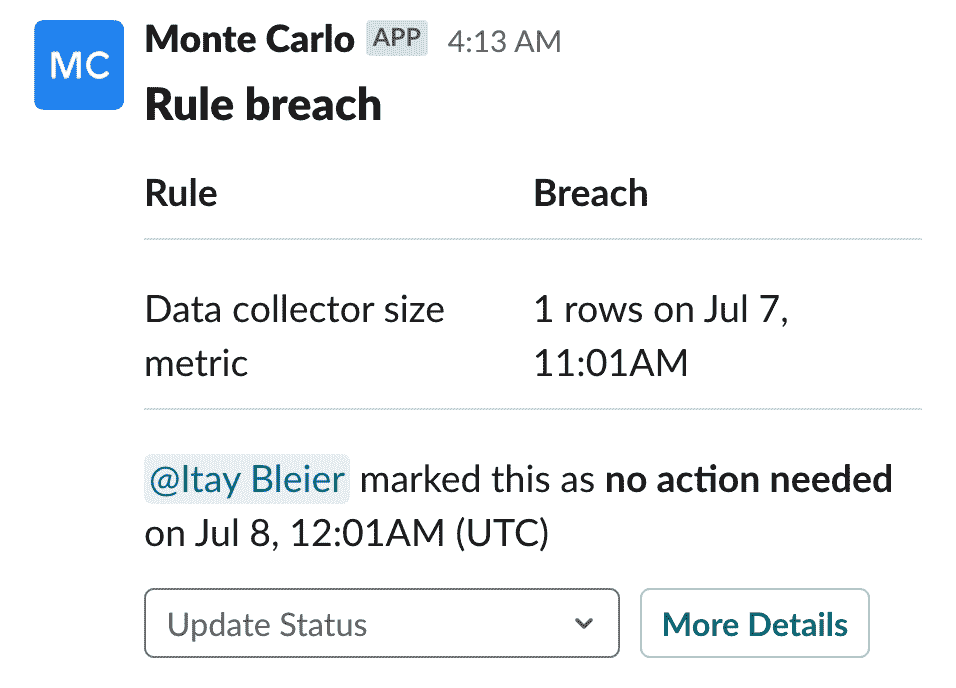 MC
Monte Carlo APP 4:13 AM
Rule breach
Rule Breach
Data collector size 1 rows on Jul 7,
metric 11:01AM
@Itay Bleier marked this as no action needed
on Jul 8, 12:01AM (UTC)
Update Status More Details